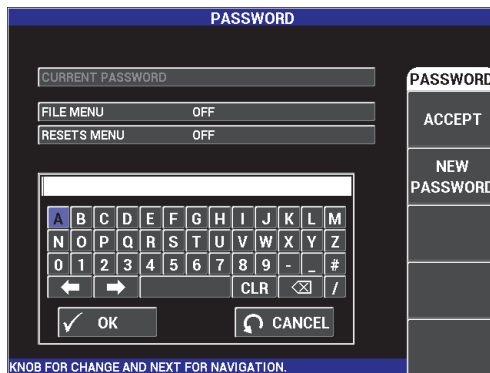 PASSWORD
CURRENT PASSWORD
FILE MENU OFF
RESETS MENU OFF
A B C D E F G H I J K L M
N O P Q R S T U V W X Y Z
0 1 2 3 4 5 6 7 8 9 - _ #
CLR /
OK CANCEL
KNOB FOR CHANGE AND NEXT FOR NAVIGATION.
PASSWORD
ACCEPT
NEW
PASSWORD